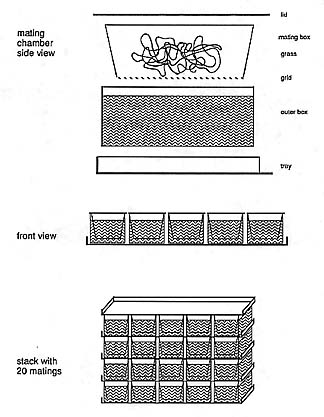 lid
mating
chamber
side view
mating box
grass
grid
outer box
tray
front view
stack with
20 matings